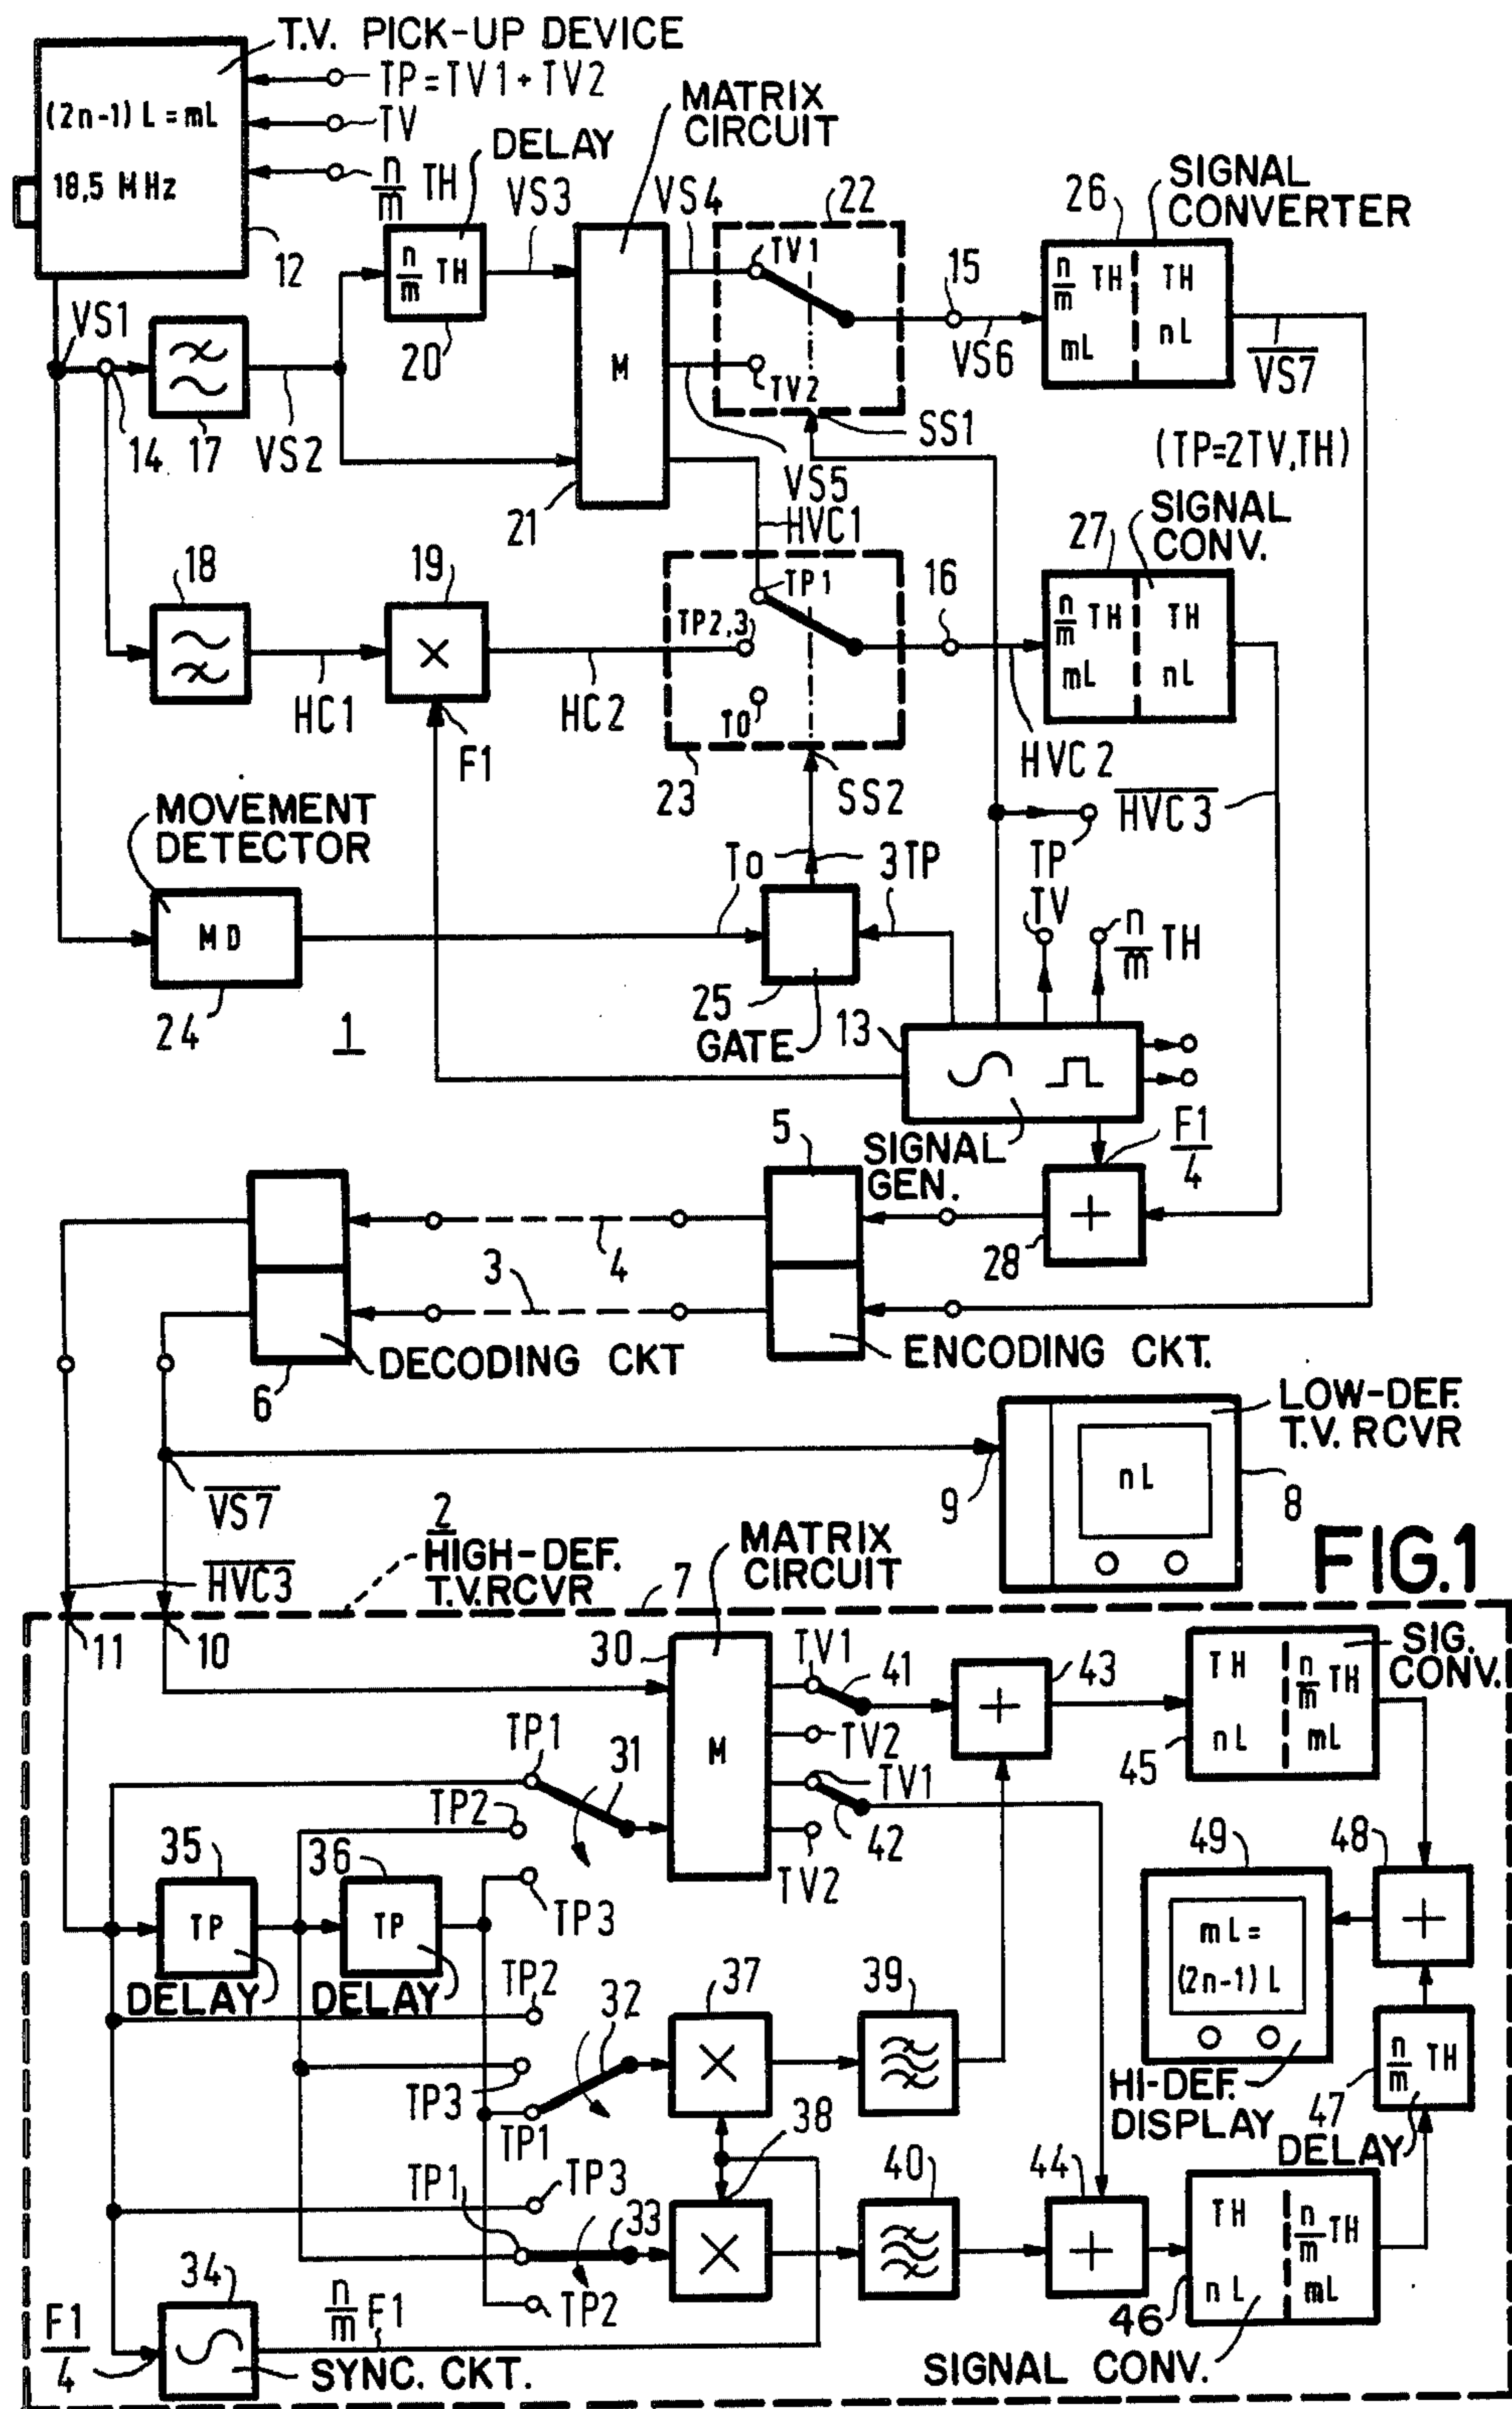 T.V. PICK-UP DEVICE
TP=TV1+TV2
(2n-1) L = mL
TV
n/m TH
18,5 MHz
12
DELAY
MATRIX
CIRCUIT
VS3
VS4
22
26
SIGNAL
CONVERTER
n/m TH
TV1
15
n/m TH
TH
mL
nL
VS1
20
M
TV2
VS6
VS7
14
17
VS2
SS1
(TP=2TV,TH)
21
VS5
HVC1
27
SIGNAL
CONV.
18
19
TP1
16
n/m TH
TH
TP2,3
×
mL
nL
HC1
HC2
T0
F1
23
SS2
HVC2
HVC3
MOVEMENT
DETECTOR
To
3TP
TP
TV
n/m TH
MD
24
1
25
GATE
13
5
SIGNAL
GEN.
F1/4
+
28
4
3
DECODING CKT
ENCODING CKT.
6
LOW-DEF.
T.V. RCVR
nL
9
8
VS7
2
HIGH-DEF.
T.V. RCVR
MATRIX
CIRCUIT
FIG.1
HVC3
7
11
10
30
TV1
41
43
SIG.
CONV.
TH
n/m TH
+
TP1
31
M
TV2
nL
mL
45
TV1
TP2
42
35
36
TV2
49
48
TP
TP
TP3
mL=
(2n-1) L
+
DELAY
DELAY
TP2
32
37
39
×
n/m TH
TP3
TP1
38
HI-DEF.
DISPLAY
47
DELAY
TP1
TP3
40
44
33
×
+
TH
n/m TH
nL
mL
34
n/m F1
TP2
46
F1/4
SYNC. CKT.
SIGNAL CONV.